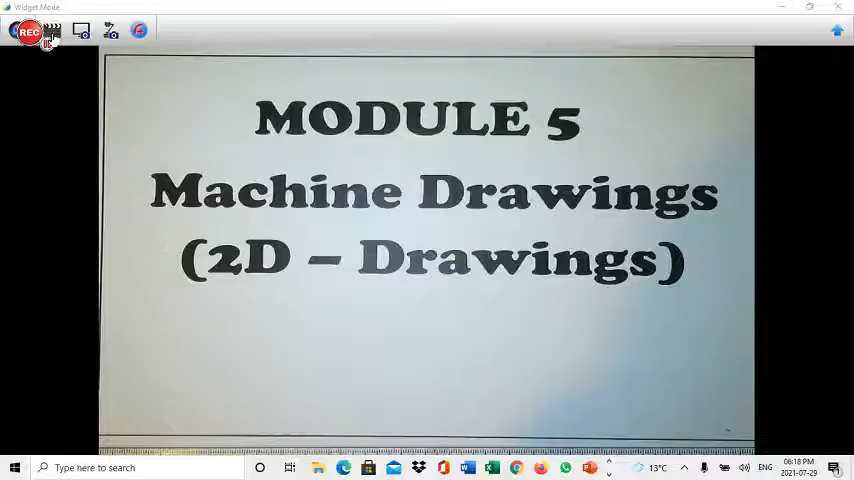 Widget Mode
REC
MODULE 5
Machine Drawings
(2D – Drawings)
Type here to search
13°C
ENG
06:18 PM
2021-07-29